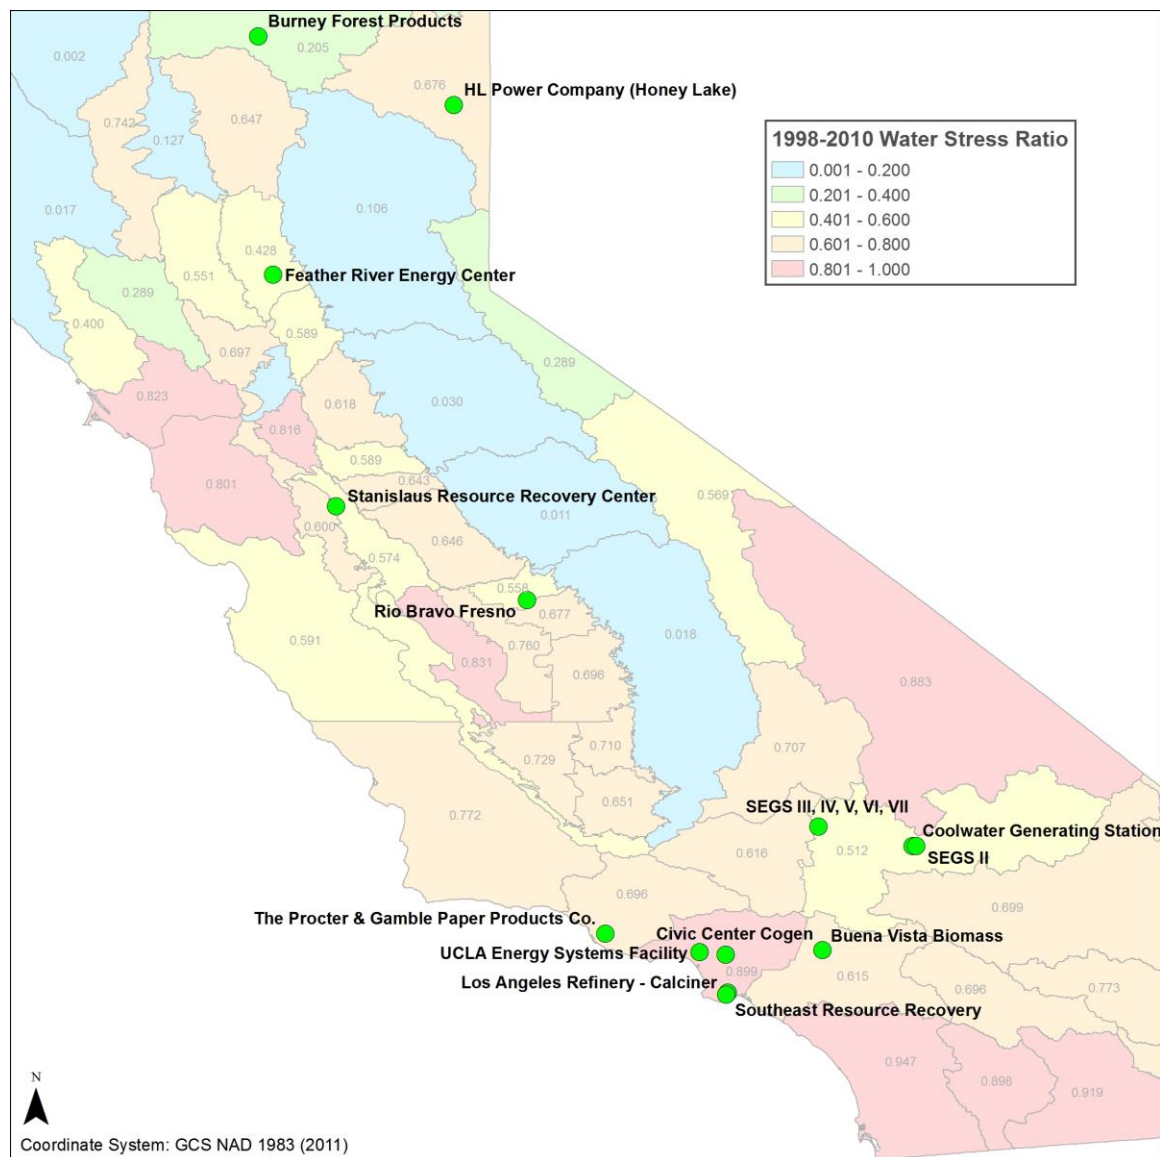 Burney Forest Products
0.205
0.002
0.676
HL Power Company (Honey Lake)
0.742
0.647
0.127
1998-2010 Water Stress Ratio
0.001 - 0.200
0.201 - 0.400
0.401 - 0.600
0.601 - 0.800
0.801 - 1.000
0.017
0.106
0.428
0.551
Feather River Energy Center
0.289
0.400
0.589
0.697
0.289
0.823
0.030
0.618
0.816
0.589
0.801
0.643
0.569
Stanislaus Resource Recovery Center
0.011
0.600
0.646
0.574
0.558
Rio Bravo Fresno
0.677
0.018
0.591
0.760
0.831
0.696
0.883
0.707
0.710
0.729
0.651
0.772
SEGS III, IV, V, VI, VII
Coolwater Generating Station
0.616
0.512
SEGS II
0.696
0.699
The Procter & Gamble Paper Products Co.
Civic Center Cogen
Buena Vista Biomass
UCLA Energy Systems Facility
0.899
0.615
Los Angeles Refinery - Calciner
0.696
0.773
Southeast Resource Recovery
0.947
0.898
0.919
N
Coordinate System: GCS NAD 1983 (2011)